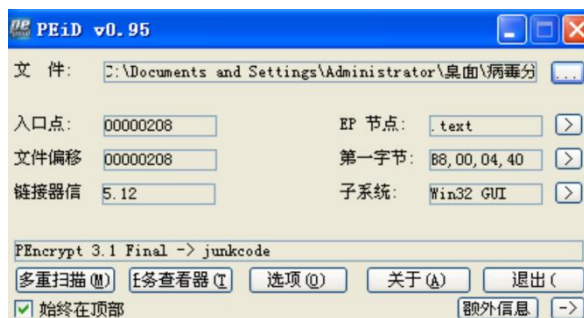 PEiD v0.95
文 件: C:\Documents and Settings\Administrator\桌面\病毒分 ...
入口点: 00000208 EP 节点: .text >
文件偏移 00000208 第一字节: B8,00,04,40 >
链接器信 5.12 子系统: Win32 GUI >
PEncrypt 3.1 Final -> junkcode
多重扫描(M) 任务查看器(T 选项(O) 关于(A) 退出(
始终在顶部 额外信息 ->